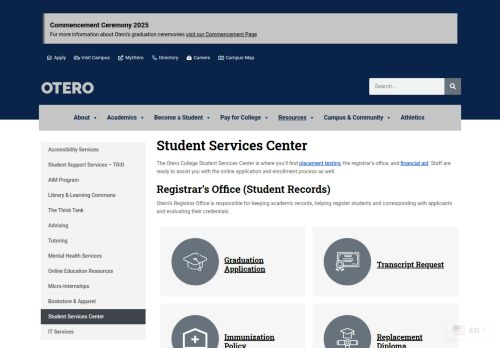 Commencement Ceremony 2025
For more information about Otero's graduation ceremonies visit our Commencement Page
Apply Visit Campus MyOtero Directory Careers Campus Map
OTERO
Search...
About Academics Become a Student Pay for College Resources Campus & Community Athletics
Accessibility Services
Student Support Services – TRiO
AIM Program
Library & Learning Commons
The Think Tank
Advising
Tutoring
Mental Health Services
Online Education Resources
Micro-Internships
Bookstore & Apparel
Student Services Center
IT Services
Student Services Center
The Otero College Student Services Center is where you'll find placement testing, the registrar's office, and financial aid. Staff are
ready to assist you with the online application and enrollment process as well.
Registrar's Office (Student Records)
Otero's Registrar Office is responsible for keeping academic records, helping register students and corresponding with applicants
and evaluating their credentials.
Graduation
Application
Transcript Request
Immunization
Policy
Replacement
Diploma
EN